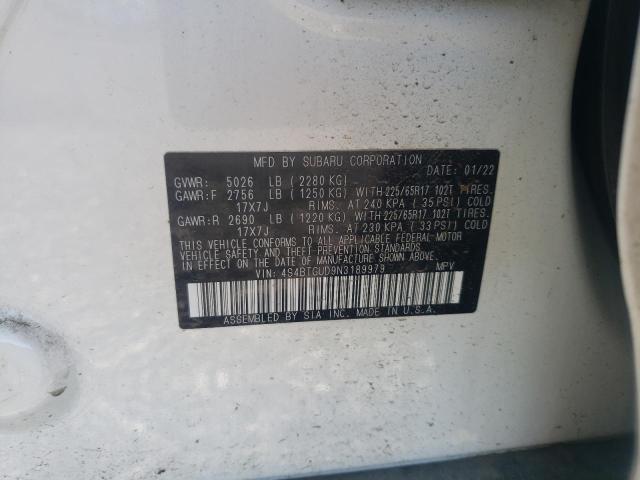 MFD BY SUBARU CORPORATION DATE: 01/22
GVWR: 5026 LB (2280 KG)
GAWR:F 2756 LB (1250 KG) WITH 225/65R17 102T TIRES.
17X7J RIMS. AT 240 KPA (35 PSI) COLD
GAWR:R 2690 LB (1220 KG) WITH 225/65R17 102T TIRES.
17X7J RIMS. AT 230 KPA (33 PSI) COLD
THIS VEHICLE CONFORMS TO ALL APPLICABLE FEDERAL MOTOR
VEHICLE SAFETY AND THEFT PREVENTION STANDARDS
IN EFFECT ON THE DATE OF MANUFACTURE SHOWN ABOVE.
VIN: 4S4BTGUD9N3189979 MPV
ASSEMBLED BY SIA INC. MADE IN U.S.A.